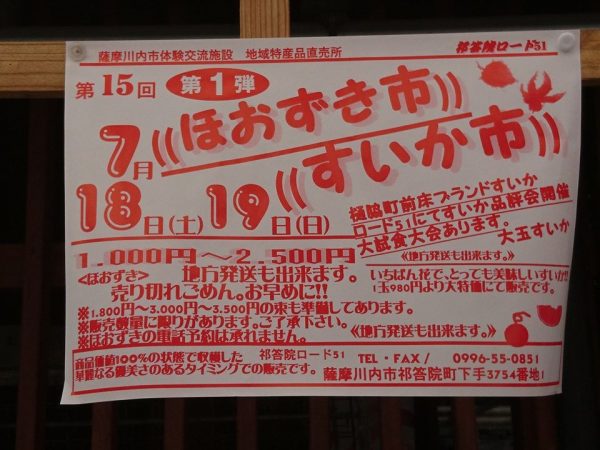 薩摩川内市体験交流施設 地域特産品直売所 祁答院ロード51
第15回 第1弾
ほおずき市
すいか市
7月18日(土) 19日(日)
樋脇町前床ブランドすいか
ロード51にてすいか品評会開催
大試食大会あります。
《地方発送も出来ます。》 大玉すいか
1.000円～2.500円
<ほおずき> 地方発送も出来ます。
売り切れごめん。お早めに!!
※1.800円～3.000円～3.500円の束も準備してあります。
※販売数量に限りがあります。ご了承下さい。
※ほおずきの電話予約は承れません。
いちばん花で、とっても美味しいすいか!!
1玉980円より大特価にて販売です。
《地方発送も出来ます。》
商品価値100%の状態で収穫した
華麗なる優美さのあるタイミングでの販売です。
祁答院ロード51 TEL・FAX/ 0996-55-0851
薩摩川内市祁答院町下手3754番地1